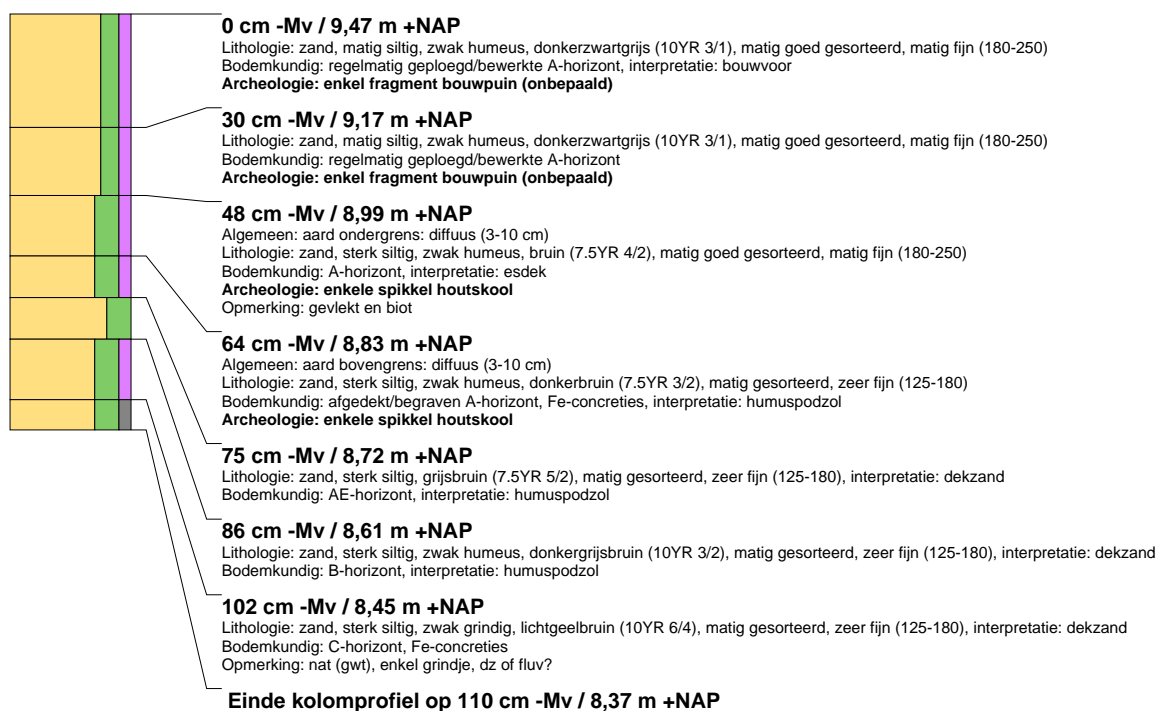 0 cm -Mv / 9,47 m +NAP
Lithologie: zand, matig siltig, zwak humeus, donkerzwartgrijs (10YR 3/1), matig goed gesorteerd, matig fijn (180-250)
Bodemkundig: regelmatig geploegd/bewerkte A-horizont, interpretatie: bouwvoor
Archeologie: enkel fragment bouwpuin (onbepaald)
30 cm -Mv / 9,17 m +NAP
Lithologie: zand, matig siltig, zwak humeus, donkerzwartgrijs (10YR 3/1), matig goed gesorteerd, matig fijn (180-250)
Bodemkundig: regelmatig geploegd/bewerkte A-horizont
Archeologie: enkel fragment bouwpuin (onbepaald)
48 cm -Mv / 8,99 m +NAP
Algemeen: aard ondergrens: diffuus (3-10 cm)
Lithologie: zand, sterk siltig, zwak humeus, bruin (7.5YR 4/2), matig goed gesorteerd, matig fijn (180-250)
Bodemkundig: A-horizont, interpretatie: esdek
Archeologie: enkele spikkel houtskool
Opmerking: gevlekt en biot
64 cm -Mv / 8,83 m +NAP
Algemeen: aard bovengrens: diffuus (3-10 cm)
Lithologie: zand, sterk siltig, zwak humeus, donkerbruin (7.5YR 3/2), matig gesorteerd, zeer fijn (125-180)
Bodemkundig: afgedekt/begraven A-horizont, Fe-concreties, interpretatie: humuspodzol
Archeologie: enkele spikkel houtskool
75 cm -Mv / 8,72 m +NAP
Lithologie: zand, sterk siltig, grijsbruin (7.5YR 5/2), matig gesorteerd, zeer fijn (125-180), interpretatie: dekzand
Bodemkundig: AE-horizont, interpretatie: humuspodzol
86 cm -Mv / 8,61 m +NAP
Lithologie: zand, sterk siltig, zwak humeus, donkergrijsbruin (10YR 3/2), matig gesorteerd, zeer fijn (125-180), interpretatie: dekzand
Bodemkundig: B-horizont, interpretatie: humuspodzol
102 cm -Mv / 8,45 m +NAP
Lithologie: zand, sterk siltig, zwak grindig, lichtgeelbruin (10YR 6/4), matig gesorteerd, zeer fijn (125-180), interpretatie: dekzand
Bodemkundig: C-horizont, Fe-concreties
Opmerking: nat (gwt), enkel grindje, dz of fluv?
Einde kolomprofiel op 110 cm -Mv / 8,37 m +NAP